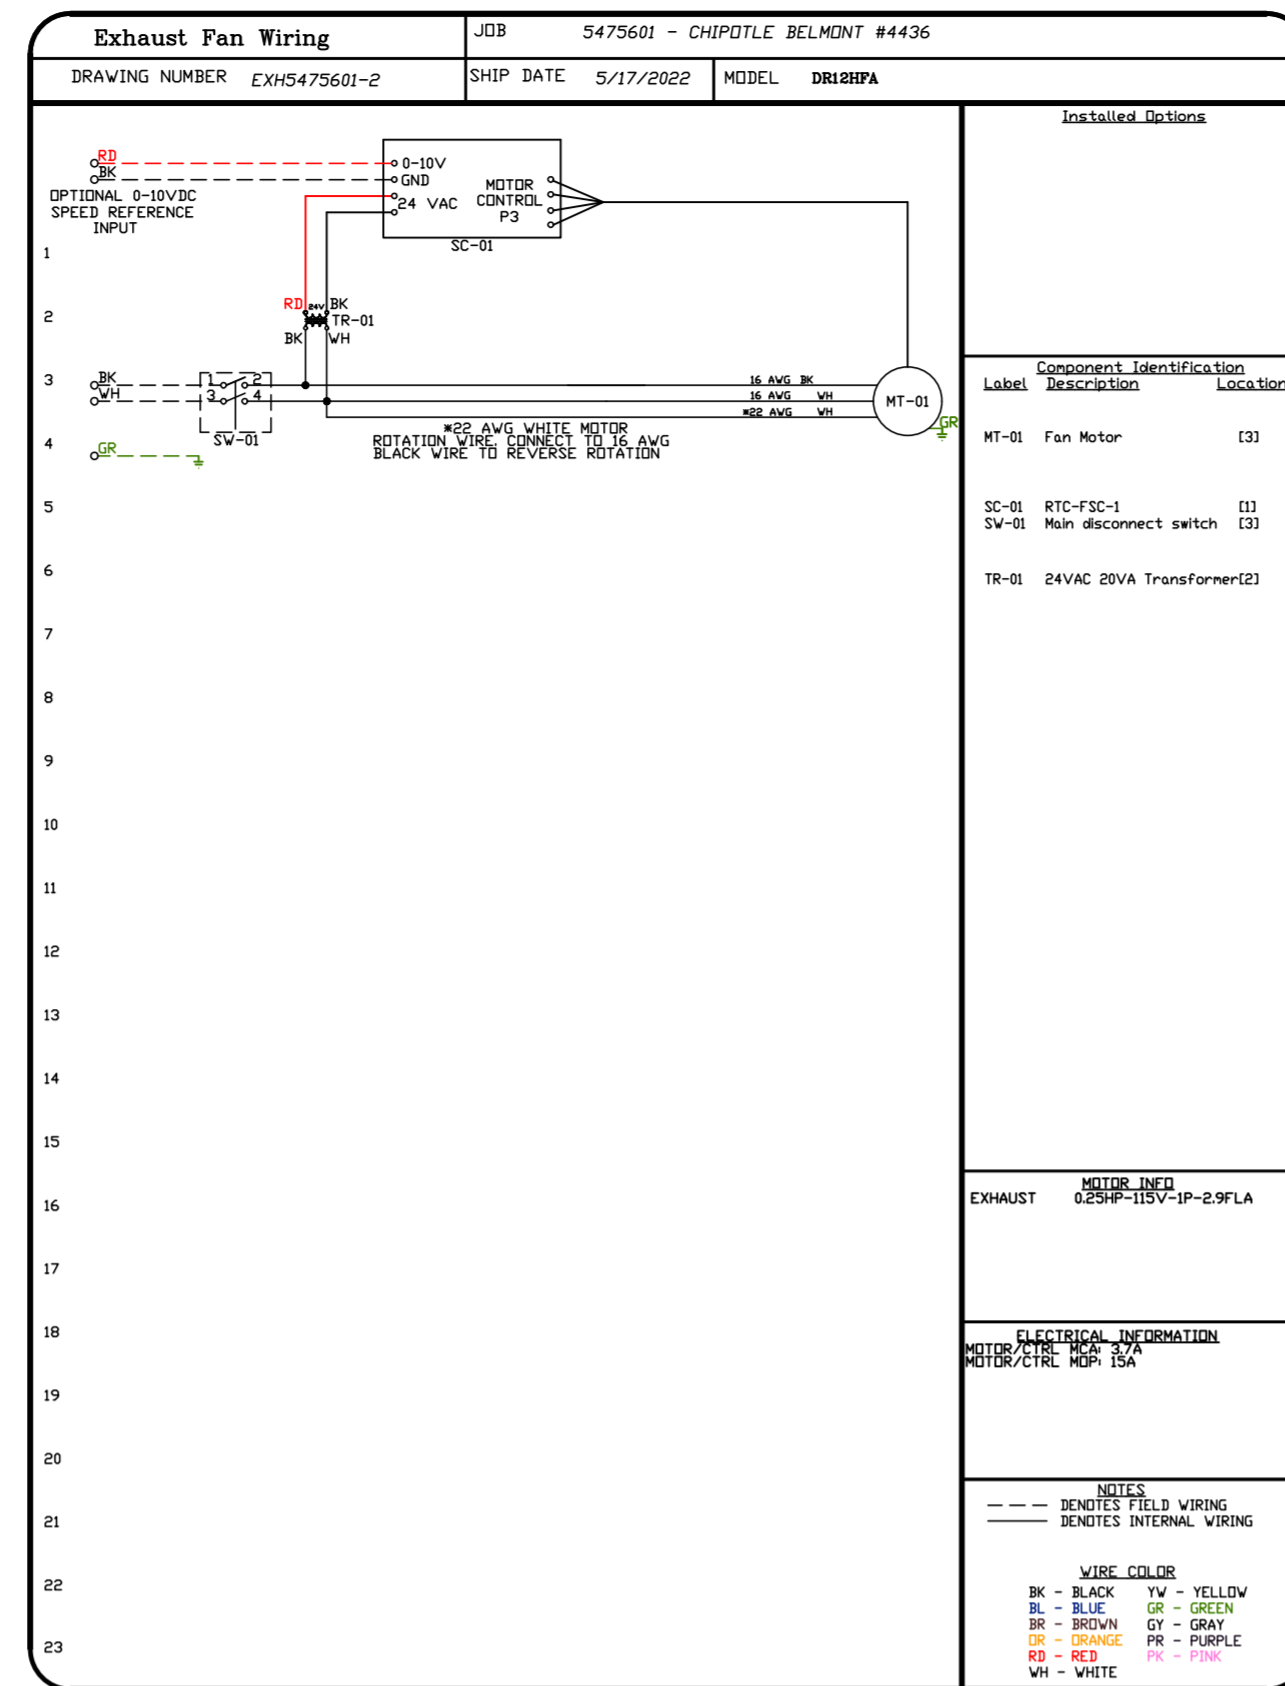 Exhaust Fan Wiring
JOB 5475601 - CHIPOTLE BELMONT #4436
DRAWING NUMBER EXH5475601-2
SHIP DATE 5/17/2022
MODEL DR12HFA
RD
BK
OPTIONAL 0-10VDC
SPEED REFERENCE
INPUT
0-10V
GND
24 VAC
MOTOR
CONTROL
P3
SC-01
RD 24V BK
TR-01
BK WH
BK
WH
1 2
3 4
SW-01
GR
16 AWG BK
16 AWG WH
*22 AWG WH
MT-01
GR
*22 AWG WHITE MOTOR
ROTATION WIRE. CONNECT TO 16 AWG
BLACK WIRE TO REVERSE ROTATION
1
2
3
4
5
6
7
8
9
10
11
12
13
14
15
16
17
18
19
20
21
22
23
Installed Options
Component Identification
Label Description Location
MT-01 Fan Motor [3]
SC-01 RTC-FSC-1 [1]
SW-01 Main disconnect switch [3]
TR-01 24VAC 20VA Transformer[2]
MOTOR INFO
EXHAUST 0.25HP-115V-1P-2.9FLA
ELECTRICAL INFORMATION
MOTOR/CTRL MCA: 3.7A
MOTOR/CTRL MOP: 15A
NOTES
DENOTES FIELD WIRING
DENOTES INTERNAL WIRING
WIRE COLOR
BK - BLACK YW - YELLOW
BL - BLUE GR - GREEN
BR - BROWN GY - GRAY
OR - ORANGE PR - PURPLE
RD - RED PK - PINK
WH - WHITE